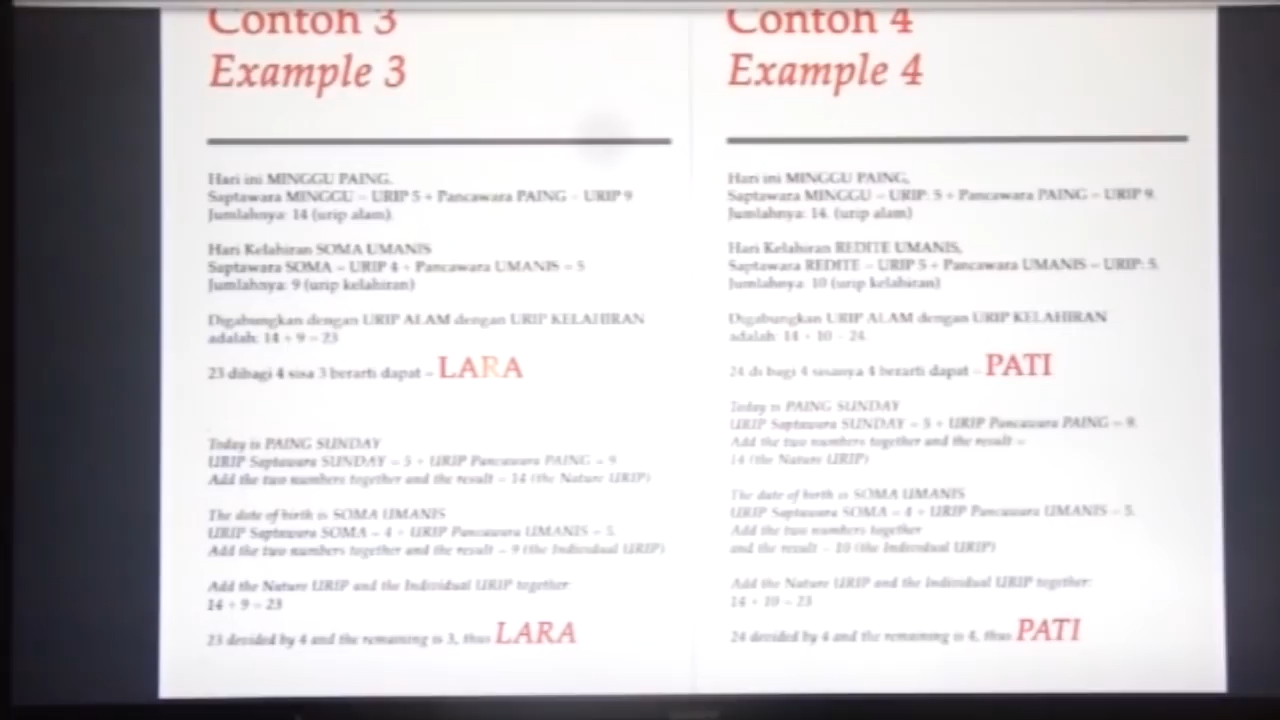 Contoh 3
Example 3
Hari ini MINGGU PAING,
Saptawara MINGGU – URIP 5 + Pancawara PAING – URIP 9
Jumlahnya: 14 (urip alam).
Hari Kelahiran SOMA UMANIS
Saptawara SOMA – URIP 4 + Pancawara UMANIS = 5
Jumlahnya: 9 (urip kelahiran)
Digabungkan dengan URIP ALAM dengan URIP KELAHIRAN
adalah: 14 + 9 = 23
23 dibagi 4 sisa 3 berarti dapat – LARA
Today is PAING SUNDAY
URIP Saptawara SUNDAY = 5 + URIP Pancawara PAING = 9
Add the two numbers together and the result = 14 (the Nature URIP)
The date of birth is SOMA UMANIS
URIP Saptawara SOMA = 4 + URIP Pancawara UMANIS = 5.
Add the two numbers together and the result = 9 (the Individual URIP)
Add the Nature URIP and the Individual URIP together:
14 + 9 = 23
23 devided by 4 and the remaining is 3, thus LARA
Contoh 4
Example 4
Hari ini MINGGU PAING,
Saptawara MINGGU – URIP: 5 + Pancawara PAING – URIP 9.
Jumlahnya: 14. (urip alam)
Hari Kelahiran REDITE UMANIS,
Saptawara REDITE – URIP 5 + Pancawara UMANIS – URIP: 5.
Jumlahnya: 10 (urip kelahiran)
Digabungkan dengan URIP ALAM dengan URIP KELAHIRAN
adalah: 14 + 10 = 24
24 di bagi 4 sisanya 4 berarti dapat – PATI
Today is PAING SUNDAY
URIP Saptawara SUNDAY = 5 + URIP Pancawara PAING = 9.
Add the two numbers together and the result =
14 (the Nature URIP)
The date of birth is SOMA UMANIS
URIP Saptawara SOMA = 4 + URIP Pancawara UMANIS = 5.
Add the two numbers together
and the result = 10 (the Individual URIP)
Add the Nature URIP and the Individual URIP together:
14 + 10 = 23
24 devided by 4 and the remaining is 4, thus PATI